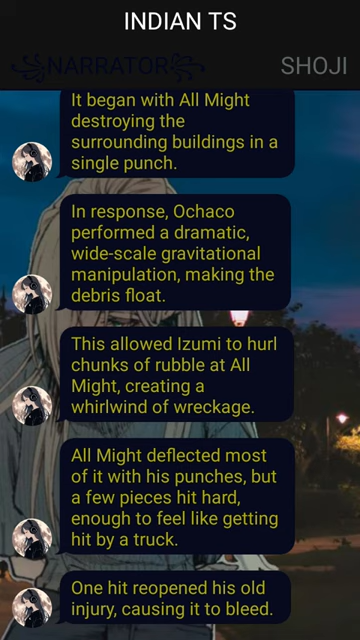 INDIAN TS
NARRATOR
SHOJI
It began with All Might
destroying the
surrounding buildings in a
single punch.
In response, Ochaco
performed a dramatic,
wide-scale gravitational
manipulation, making the
debris float.
This allowed Izumi to hurl
chunks of rubble at All
Might, creating a
whirlwind of wreckage.
All Might deflected most
of it with his punches, but
a few pieces hit hard,
enough to feel like getting
hit by a truck.
One hit reopened his old
injury, causing it to bleed.